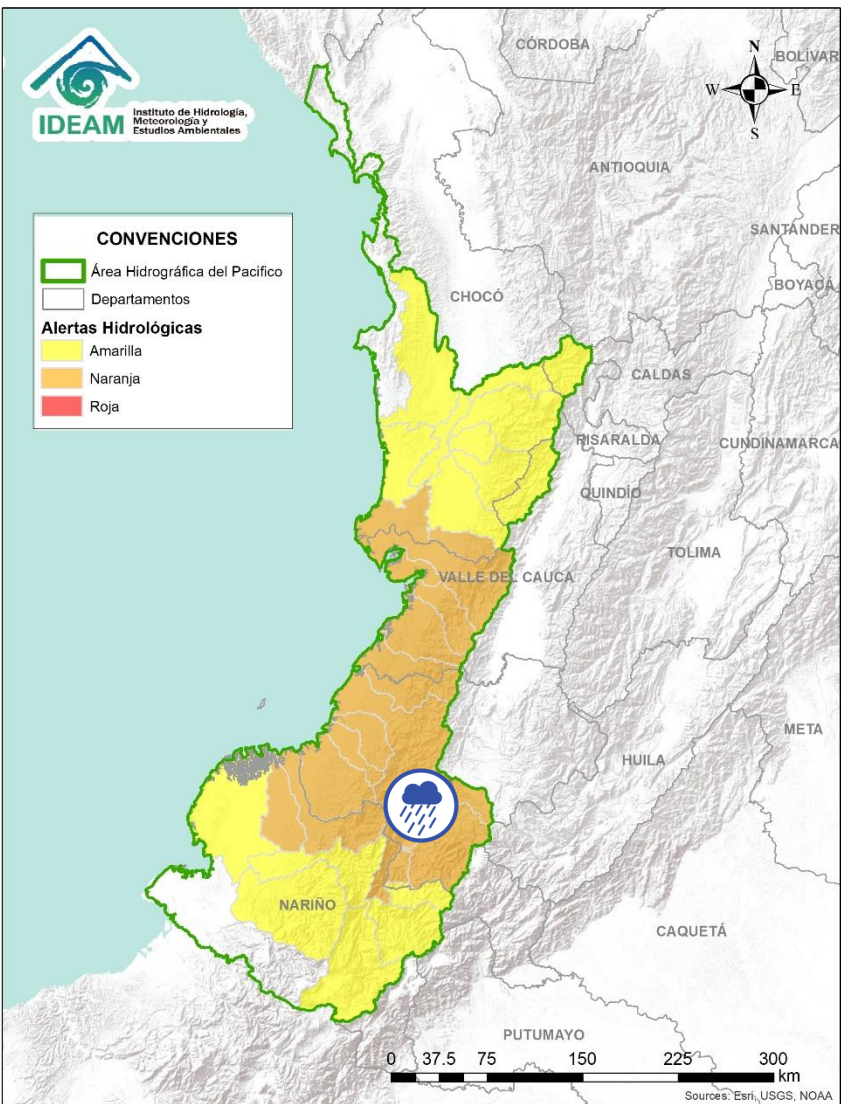 IDEAM
Instituto de Hidrología,
Meteorología y
Estudios Ambientales
N
W
E
S
CÓRDOBA
BOLÍVAR
ANTIOQUIA
SANTANDER
BOYACÁ
CONVENCIONES
Área Hidrográfica del Pacifico
Departamentos
Alertas Hidrológicas
Amarilla
Naranja
Roja
CHOCÓ
CALDAS
RISARALDA
CUNDINAMARCA
QUINDÍO
TOLIMA
VALLE DEL CAUCA
META
HUILA
NARIÑO
CAQUETÁ
PUTUMAYO
0 37.5 75 150 225 300
km
Sources: Esri, USGS, NOAA